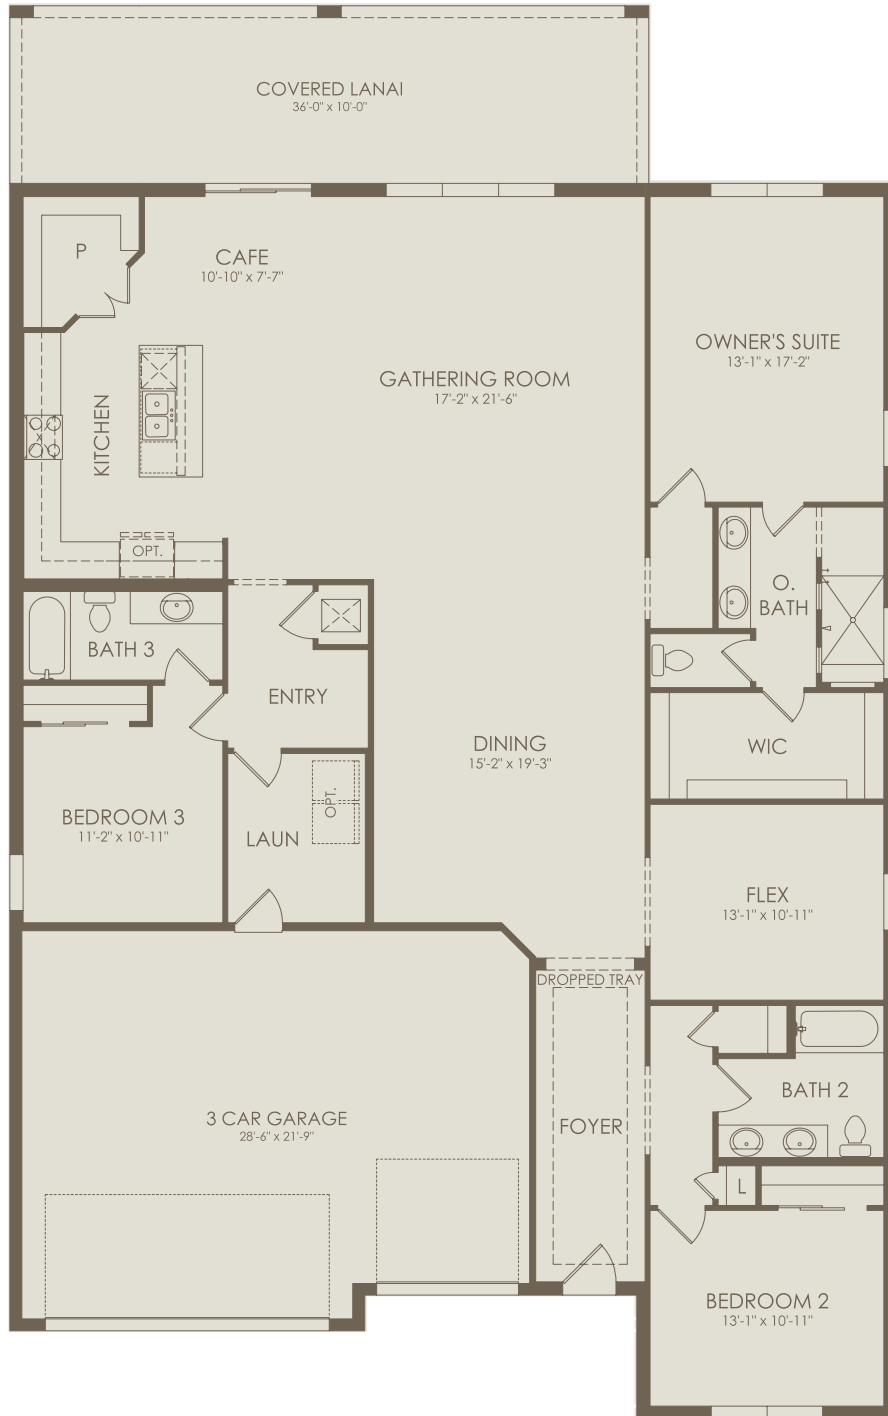 COVERED LANAI
36'-0" x 10'-0"
P
CAFE
10'-10" x 7'-7"
OWNER'S SUITE
13'-1" x 17'-2"
GATHERING ROOM
17'-2" x 21'-6"
KITCHEN
OPT.
O.
BATH
BATH 3
ENTRY
DINING
15'-2" x 19'-3"
WIC
BEDROOM 3
11'-2" x 10'-11"
OPT.
LAUN
FLEX
13'-1" x 10'-11"
DROPPED TRAY
BATH 2
3 CAR GARAGE
28'-6" x 21'-9"
FOYER
L
BEDROOM 2
13'-1" x 10'-11"